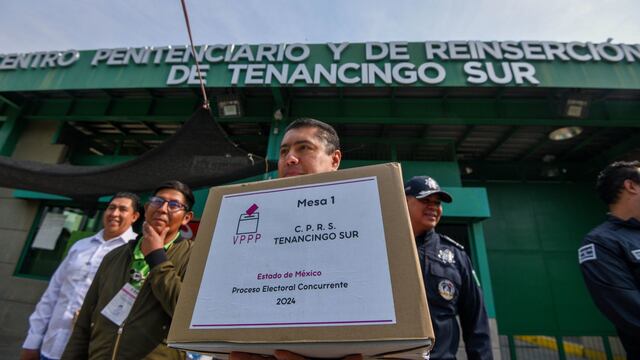 CENTRO PENITENCIARIO Y DE REINSERCIÓN
DE TENANCINGO SUR
Mesa 1
VPPP
C. P. R. S.
TENANCINGO SUR
Estado de México
Proceso Electoral Concurrente
2024